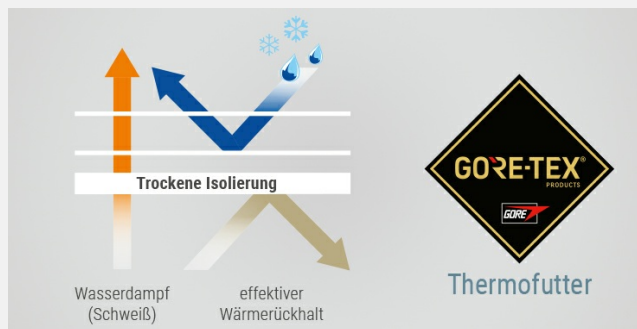 Trockene Isolierung
Wasserdampf
(Schweiß)
effektiver
Wärmerückhalt
GORE-TEX®
PRODUCTS
GORE
Thermofutter